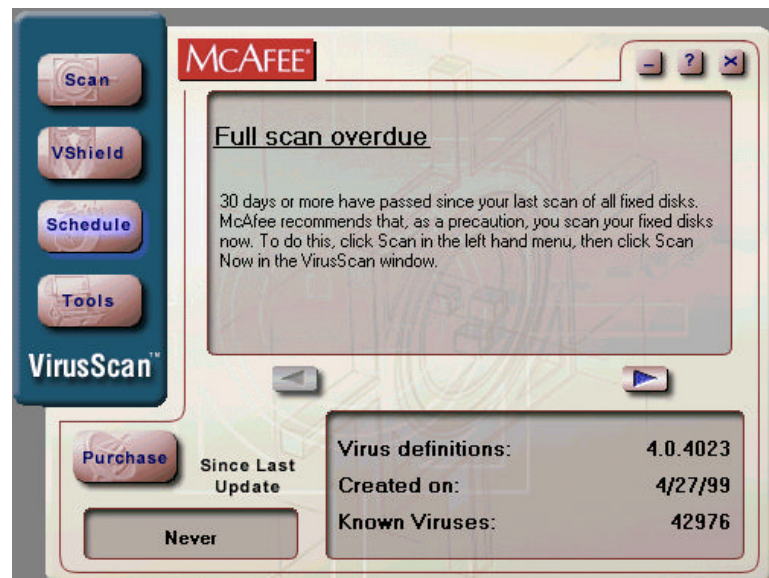 McAFEE®
_ ? ×
Scan
VShield
Schedule
Tools
VirusScan™
Full scan overdue
30 days or more have passed since your last scan of all fixed disks.
McAfee recommends that, as a precaution, you scan your fixed disks
now. To do this, click Scan in the left hand menu, then click Scan
Now in the VirusScan window.
Purchase
Since Last
Update
Never
Virus definitions: 4.0.4023
Created on: 4/27/99
Known Viruses: 42976